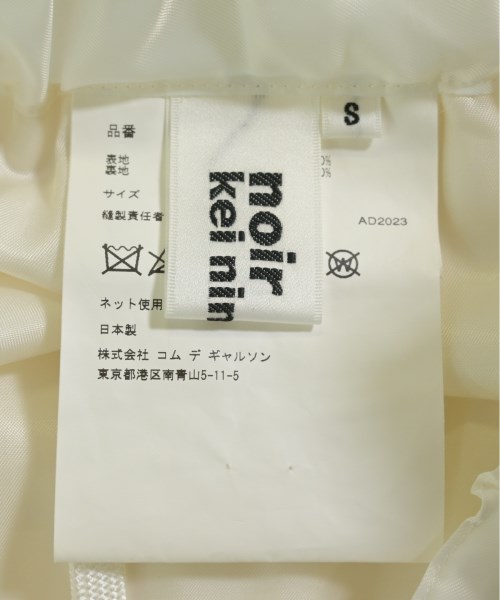 S
noir
kei nin
品番
表地 0%
裏地 0%
サイズ
縫製責任者
AD2023
W
ネット使用
日本製
株式会社 コム デ ギャルソン
東京都港区南青山5-11-5